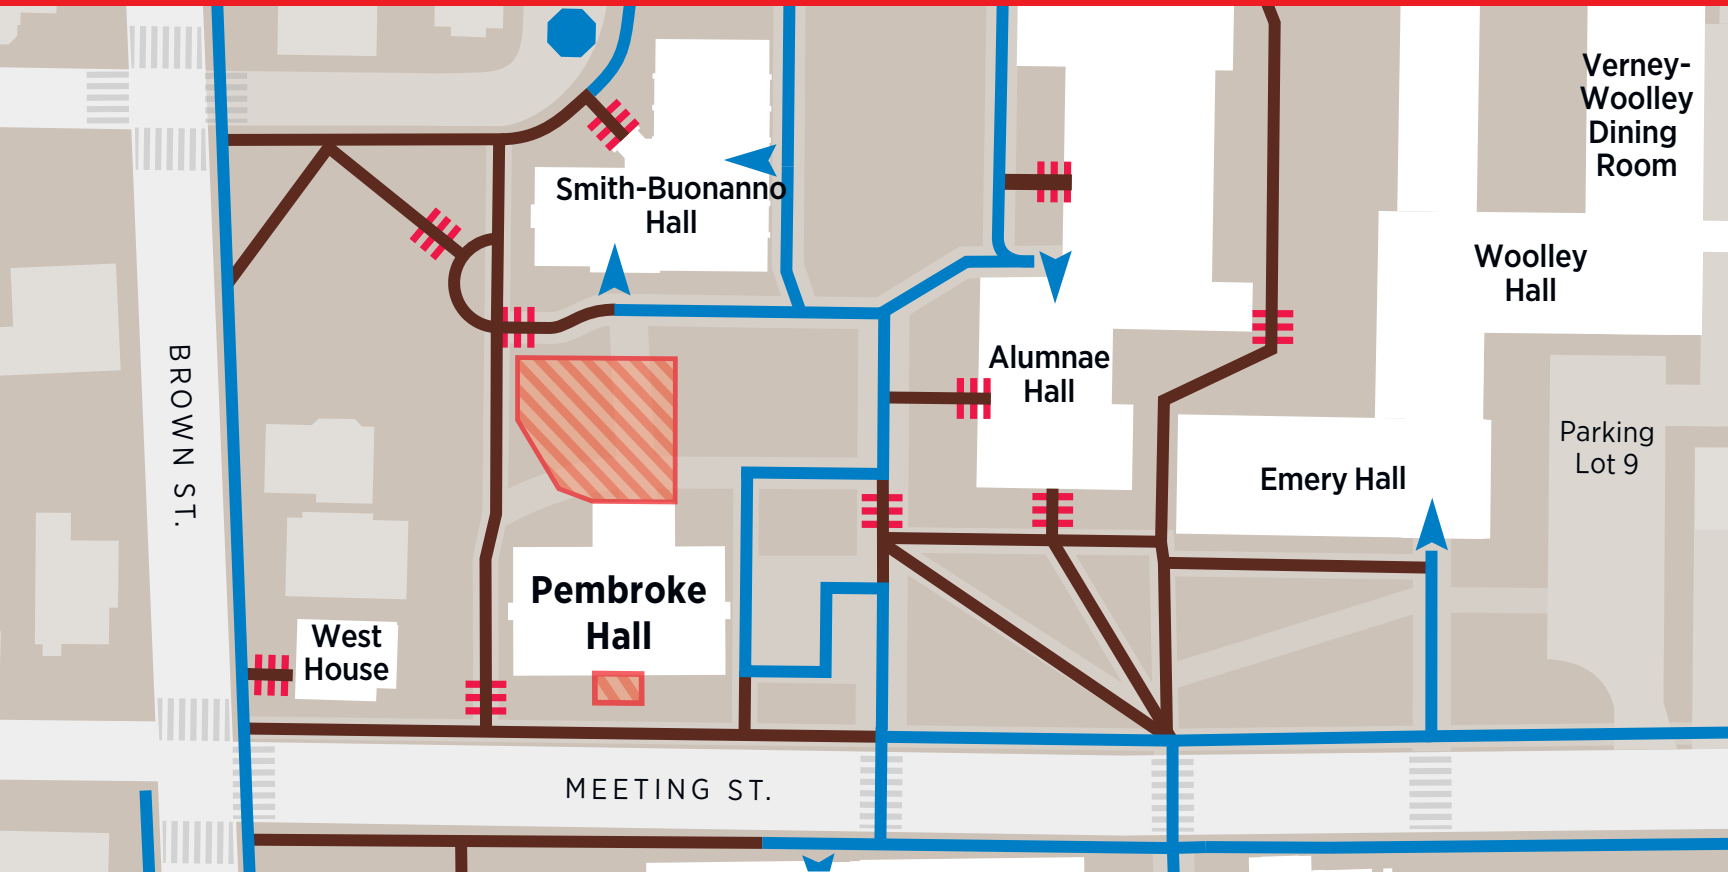 Verney-
Woolley
Dining
Room
Smith-Buonanno
Hall
Woolley
Hall
Alumnae
Hall
BROWN ST.
Parking
Lot 9
Emery Hall
Pembroke
Hall
West
House
MEETING ST.